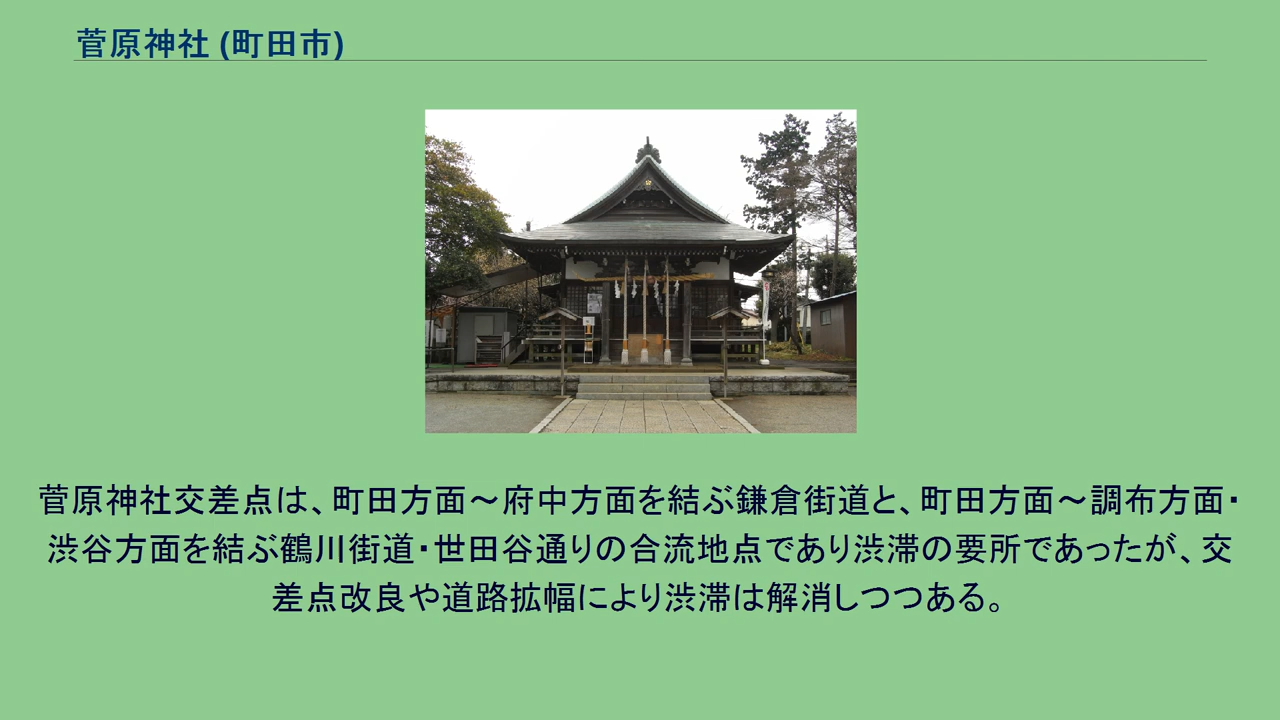 菅原神社 (町田市)
菅原神社交差点は、町田方面～府中方面を結ぶ鎌倉街道と、町田方面～調布方面・
渋谷方面を結ぶ鶴川街道・世田谷通りの合流地点であり渋滞の要所であったが、交
差点改良や道路拡幅により渋滞は解消しつつある。